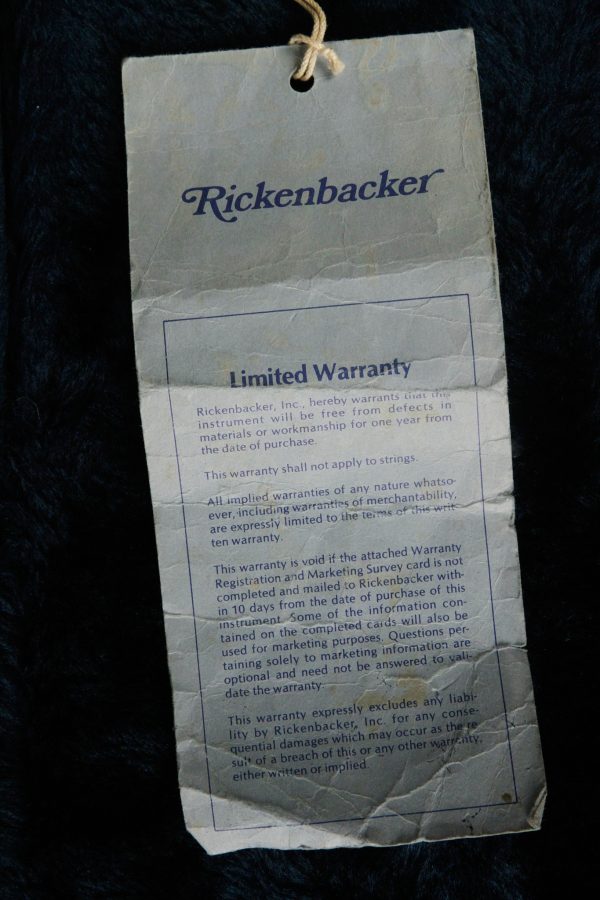 Rickenbacker
Limited Warranty
Rickenbacker, Inc., hereby warrants that this
instrument will be free from defects in
materials or workmanship for one year from
the date of purchase.
This warranty shall not apply to strings.
All implied warranties of any nature whatso-
ever, including warranties of merchantability,
are expressly limited to the terms of this writ-
ten warranty.
This warranty is void if the attached Warranty
Registration and Marketing Survey card is not
completed and mailed to Rickenbacker with-
in 10 days from the date of purchase of this
instrument. Some of the information con-
tained on the completed cards will also be
used for marketing purposes. Questions per-
taining solely to marketing information are
optional and need not be answered to vali-
date the warranty.
This warranty expressly excludes any liabi-
lity by Rickenbacker, Inc. for any conse-
quential damages which may occur as the re
sult of a breach of this or any other warranty,
either written or implied.